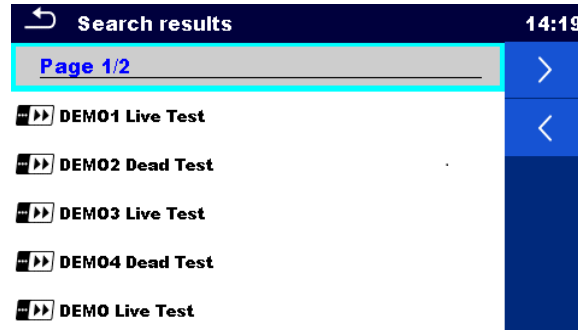 Search results 14:19
Page 1/2
DEMO1 Live Test
DEMO2 Dead Test
DEMO3 Live Test
DEMO4 Dead Test
DEMO Live Test